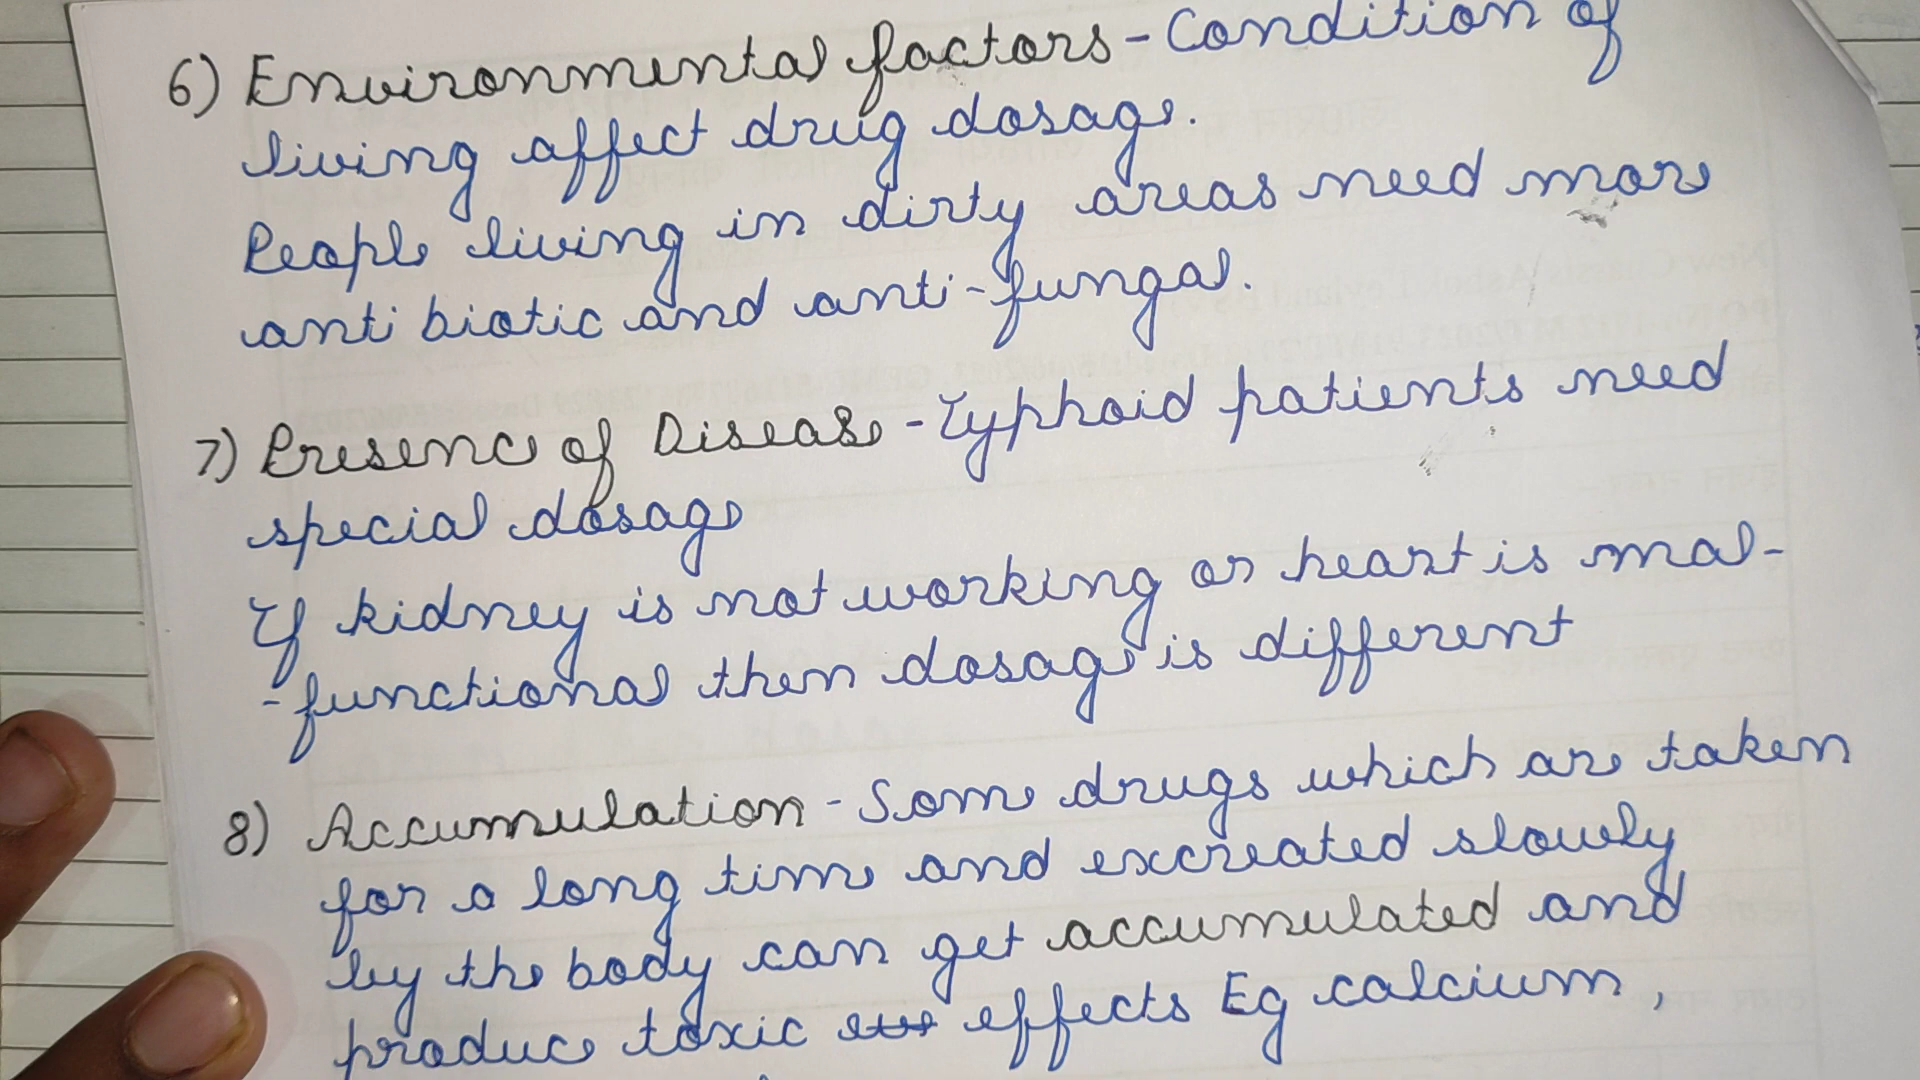 6) Environmental factors - Condition of
living affect drug dosage.
People living in dirty areas need more
anti biotic and anti-fungal.
7) Presence of Disease - Typhoid patients need
special dosage
If kidney is not working or heart is mal-
-functional then dosage is different
8) Accumulation - Some drugs which are taken
for a long time and excreated slowly
by the body can get accumulated and
produce toxic effects Eg calcium,